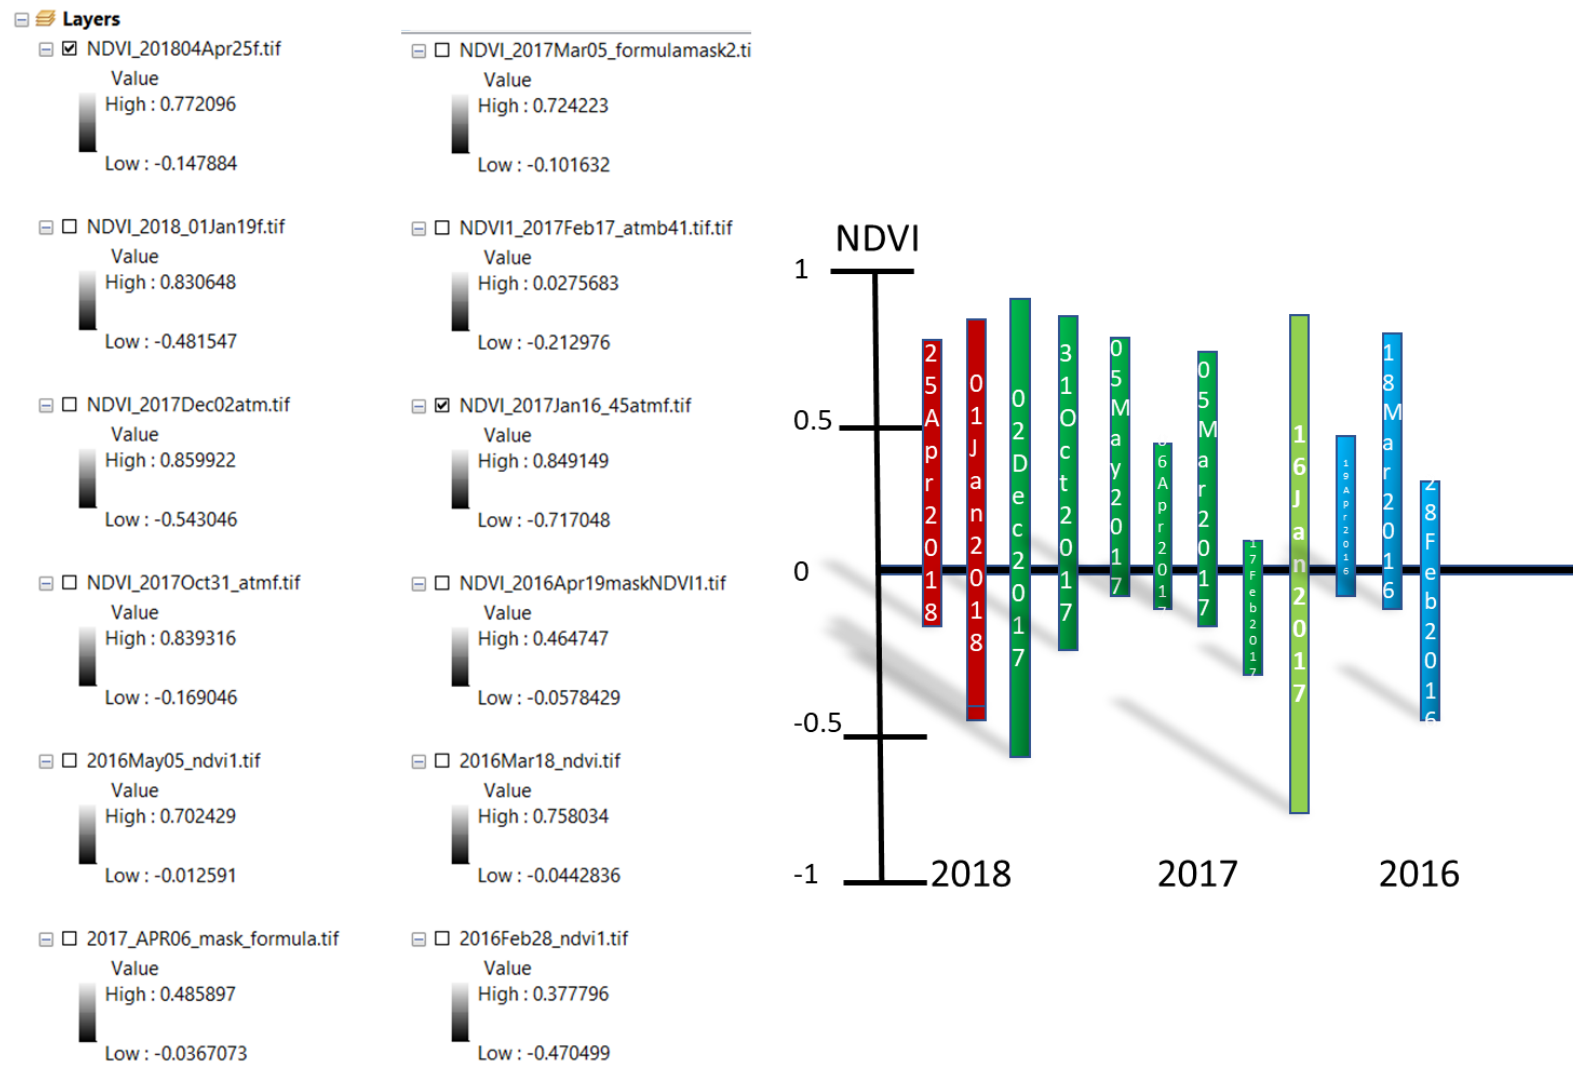 Layers
NDVI_201804Apr25f.tif
Value
High : 0.772096
Low : -0.147884
NDVI_2018_01Jan19f.tif
Value
High : 0.830648
Low : -0.481547
NDVI_2017Dec02atm.tif
Value
High : 0.859922
Low : -0.543046
NDVI_2017Oct31_atmf.tif
Value
High : 0.839316
Low : -0.169046
2016May05_ndvi1.tif
Value
High : 0.702429
Low : -0.012591
2017_APR06_mask_formula.tif
Value
High : 0.485897
Low : -0.0367073
NDVI_2017Mar05_formulamask2.ti
Value
High : 0.724223
Low : -0.101632
NDVI1_2017Feb17_atmb41.tif.tif
Value
High : 0.0275683
Low : -0.212976
NDVI_2017Jan16_45atmf.tif
Value
High : 0.849149
Low : -0.717048
NDVI_2016Apr19maskNDVI1.tif
Value
High : 0.464747
Low : -0.0578429
2016Mar18_ndvi.tif
Value
High : 0.758034
Low : -0.0442836
2016Feb28_ndvi1.tif
Value
High : 0.377796
Low : -0.470499
NDVI
1
0.5
0
-0.5
-1
25Apr2018
01Jan2018
02Dec2017
31Oct2017
05May2017
06Apr2017
05Mar2017
17Feb2017
16Jan2017
19Apr2016
18Mar2016
28Feb2016
2018
2017
2016